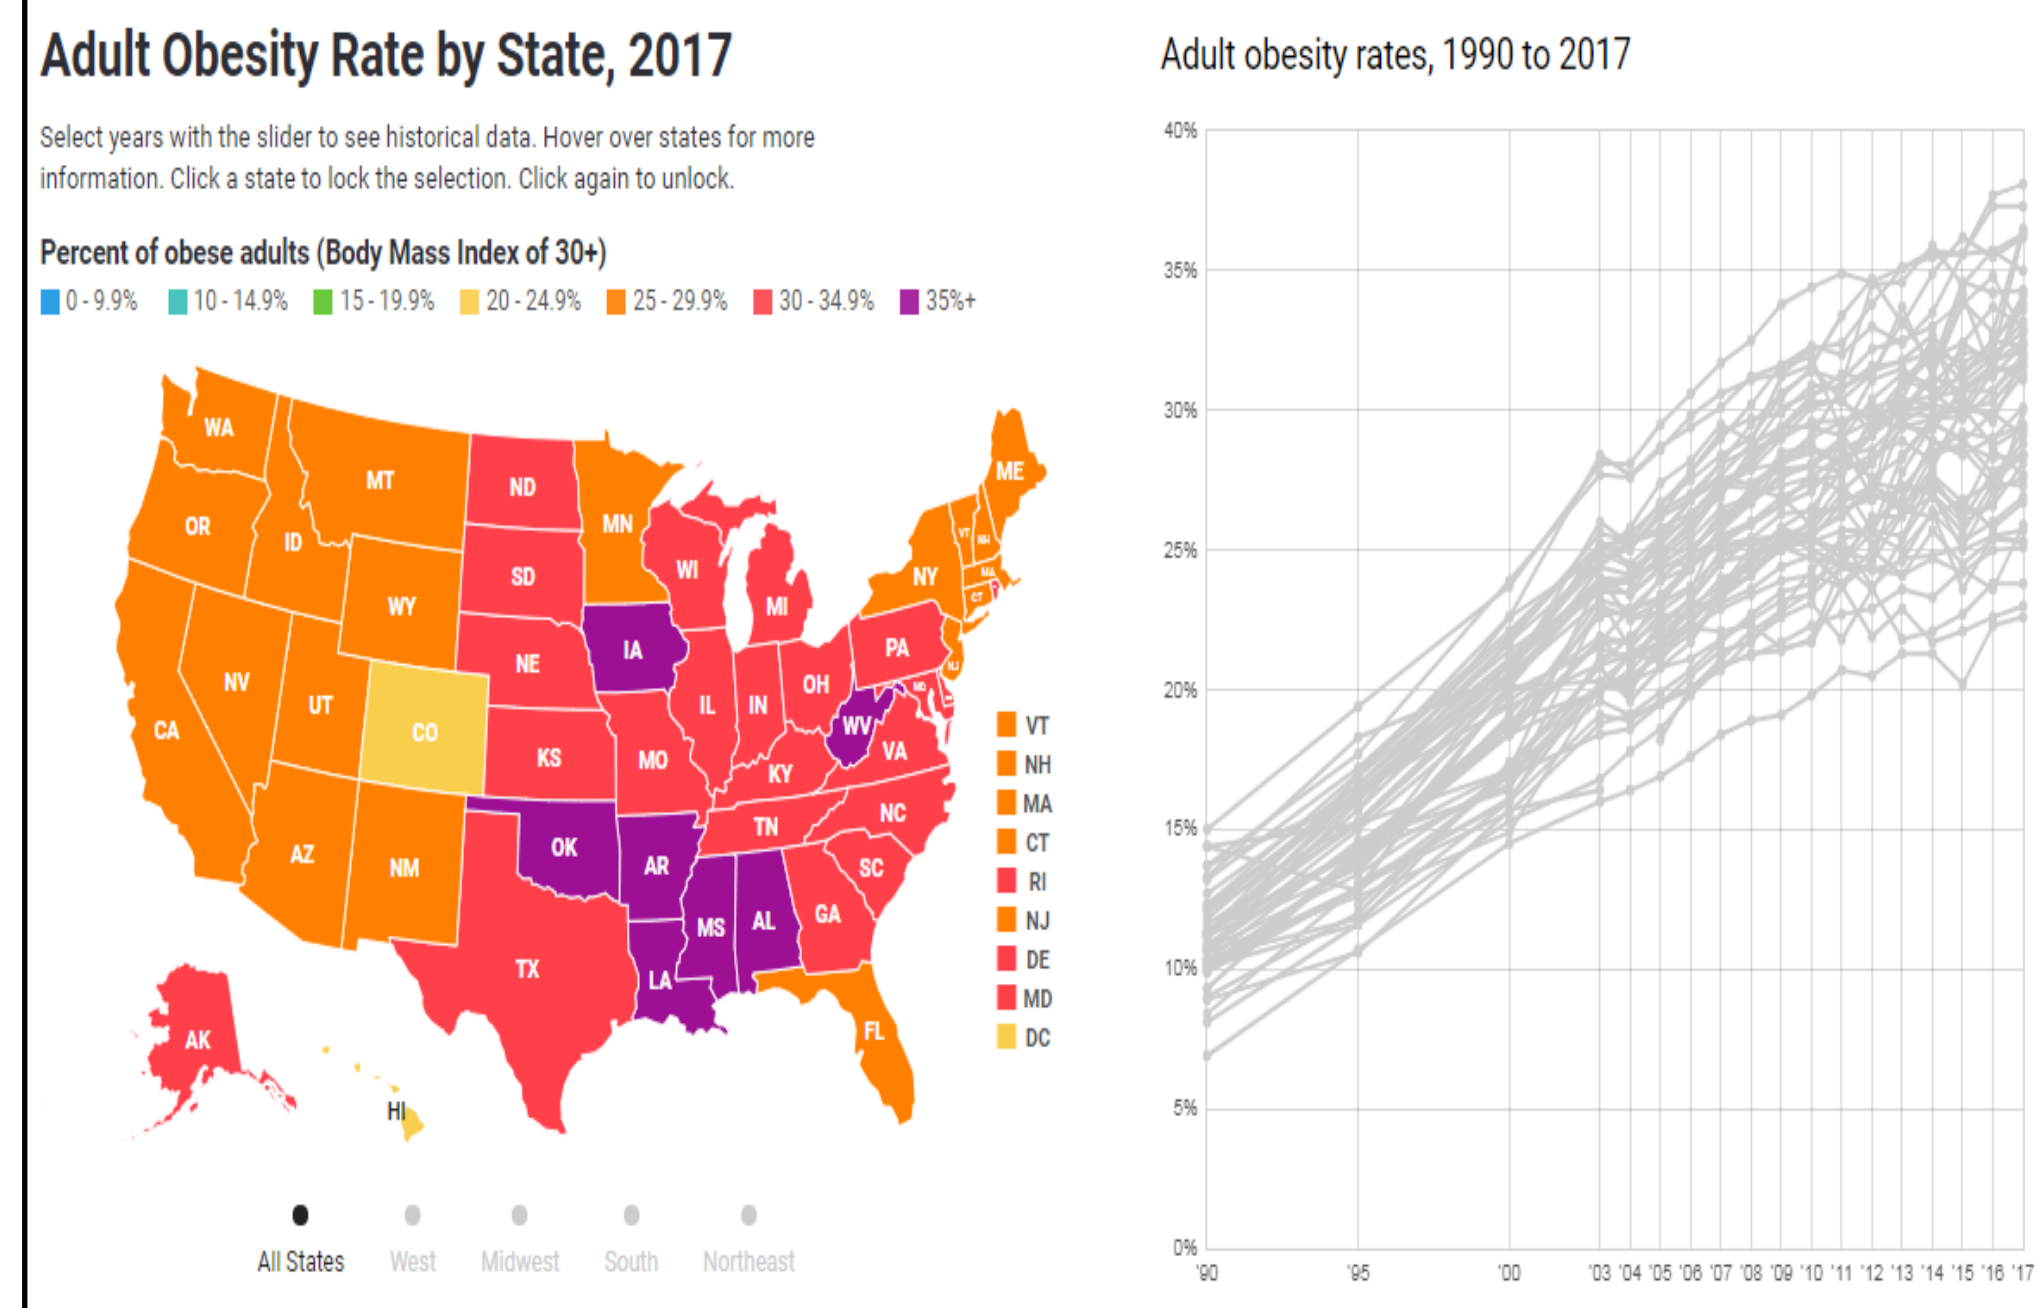 Adult Obesity Rate by State, 2017
Select years with the slider to see historical data. Hover over states for more
information. Click a state to lock the selection. Click again to unlock.
Percent of obese adults (Body Mass Index of 30+)
0 - 9.9% 10 - 14.9% 15 - 19.9% 20 - 24.9% 25 - 29.9% 30 - 34.9% 35%+
WA
MT
ND
MN
ME
OR
ID
SD
WI
VT
NH
NY
MA
CT
WY
MI
NE
IA
PA
NJ
NV
UT
CO
IL
IN
OH
MD
CA
KS
MO
WV
VA
KY
AZ
NM
OK
AR
TN
NC
SC
MS
AL
GA
TX
LA
FL
AK
HI
VT
NH
MA
CT
RI
NJ
DE
MD
DC
All States West Midwest South Northeast
Adult obesity rates, 1990 to 2017
40%
35%
30%
25%
20%
15%
10%
5%
0%
'90 '95 '00 '03 '04 '05 '06 '07 '08 '09 '10 '11 '12 '13 '14 '15 '16 '17